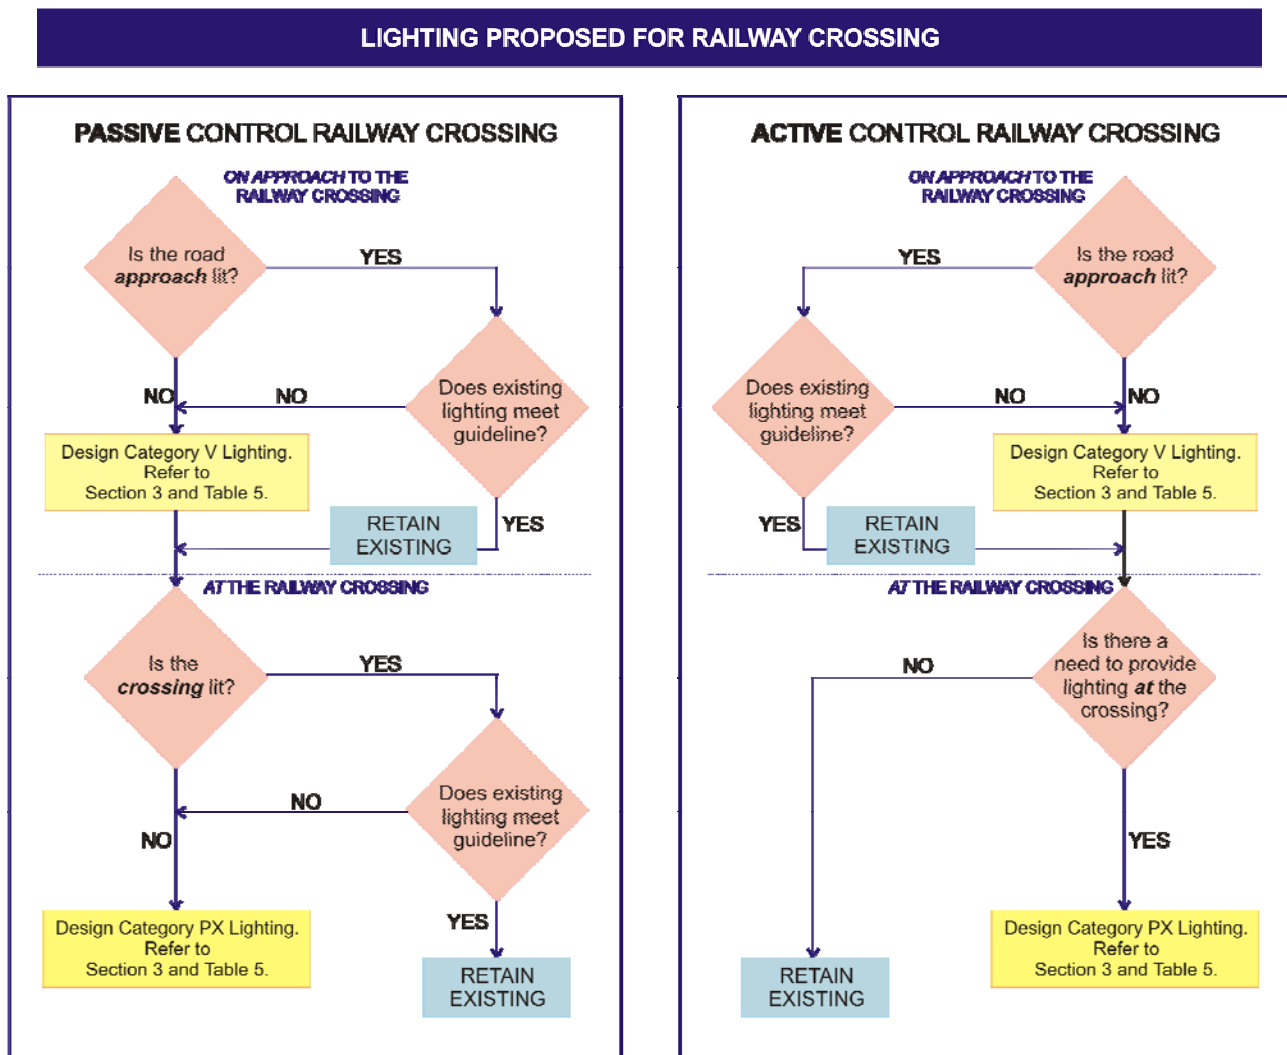 LIGHTING PROPOSED FOR RAILWAY CROSSING
PASSIVE CONTROL RAILWAY CROSSING
ON APPROACH TO THE
RAILWAY CROSSING
Is the road
approach lit?
YES
Does existing
lighting meet
guideline?
NO
NO
Design Category V Lighting.
Refer to
Section 3 and Table 5.
YES
RETAIN
EXISTING
AT THE RAILWAY CROSSING
Is the
crossing lit?
YES
Does existing
lighting meet
guideline?
NO
NO
YES
Design Category PX Lighting.
Refer to
Section 3 and Table 5.
RETAIN
EXISTING
ACTIVE CONTROL RAILWAY CROSSING
ON APPROACH TO THE
RAILWAY CROSSING
Is the road
approach lit?
YES
Does existing
lighting meet
guideline?
NO
NO
Design Category V Lighting.
Refer to
Section 3 and Table 5.
YES
RETAIN
EXISTING
AT THE RAILWAY CROSSING
Is there a
need to provide
lighting at the
crossing?
NO
YES
Design Category PX Lighting.
Refer to
Section 3 and Table 5.
RETAIN
EXISTING